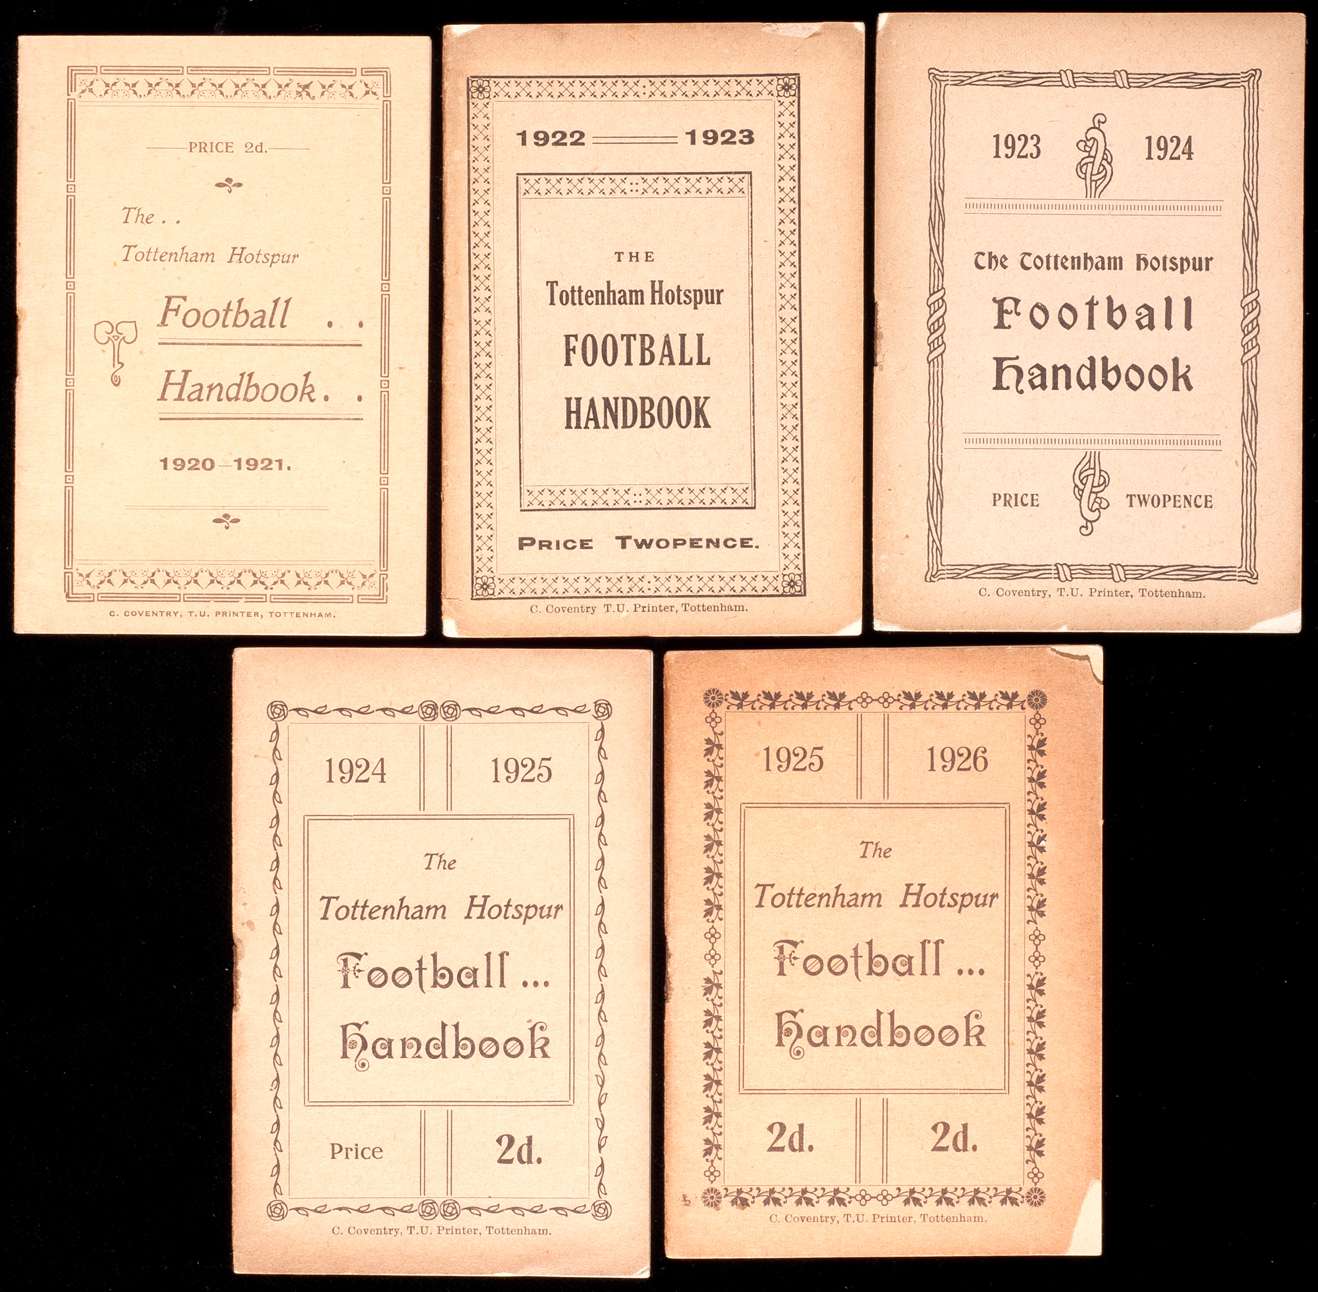 PRICE 2d.
The . .
Tottenham Hotspur
Football . .
Handbook . .
1920-1921.
C. COVENTRY, T.U. PRINTER, TOTTENHAM.
1922 1923
THE
Tottenham Hotspur
FOOTBALL
HANDBOOK
PRICE TWOPENCE.
C. Coventry T.U. Printer, Tottenham.
1923 1924
The Tottenham Hotspur
Football
Handbook
PRICE TWOPENCE
C. Coventry, T.U. Printer, Tottenham.
1924 1925
The
Tottenham Hotspur
Football ...
Handbook
Price 2d.
C. Coventry, T.U. Printer, Tottenham.
1925 1926
The
Tottenham Hotspur
Football ...
Handbook
2d. 2d.
C. Coventry, T.U. Printer, Tottenham.